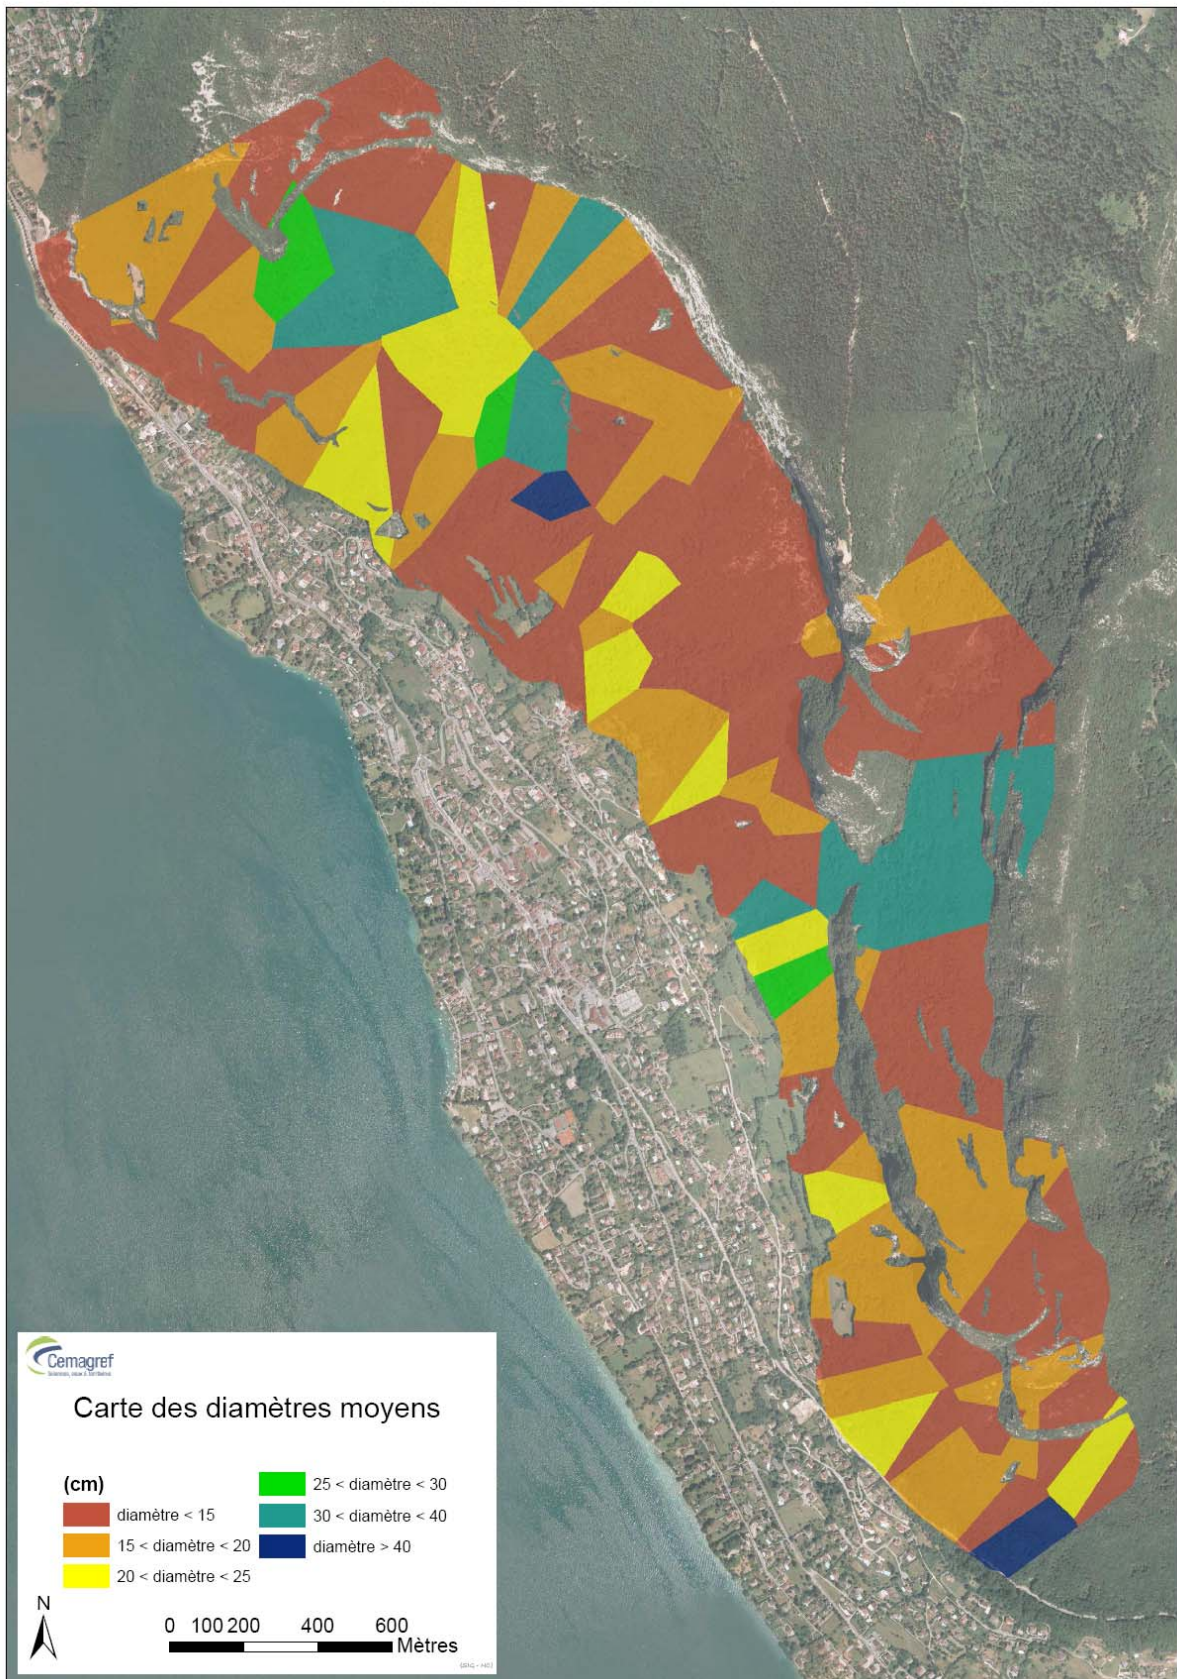 Cemagref
Carte des diamètres moyens
(cm)
diamètre < 15
15 < diamètre < 20
20 < diamètre < 25
25 < diamètre < 30
30 < diamètre < 40
diamètre > 40
N
0 100 200 400 600
Mètres